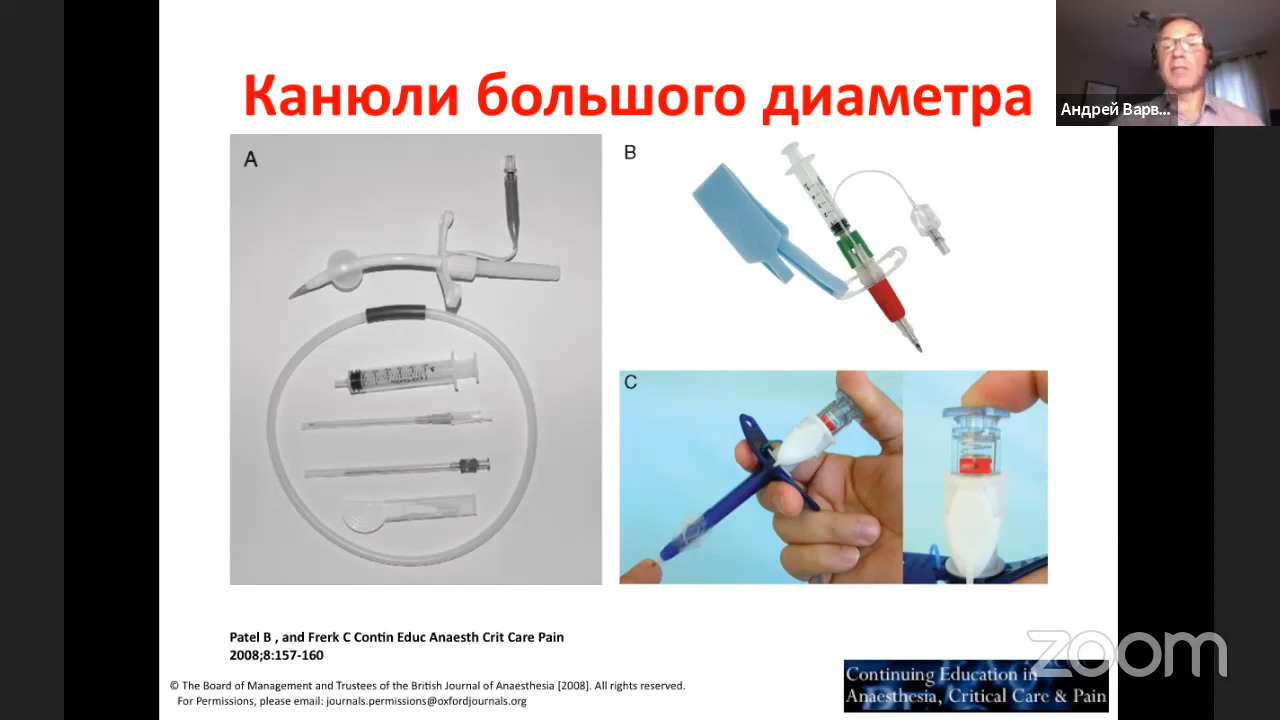 Канюли большого диаметра
Андрей Варв...
A
B
C
Patel B , and Frerk C Contin Educ Anaesth Crit Care Pain
2008;8:157-160
© The Board of Management and Trustees of the British Journal of Anaesthesia [2008]. All rights reserved.
For Permissions, please email: journals.permissions@oxfordjournals.org
Continuing Education in
Anaesthesia, Critical Care & Pain
zoom